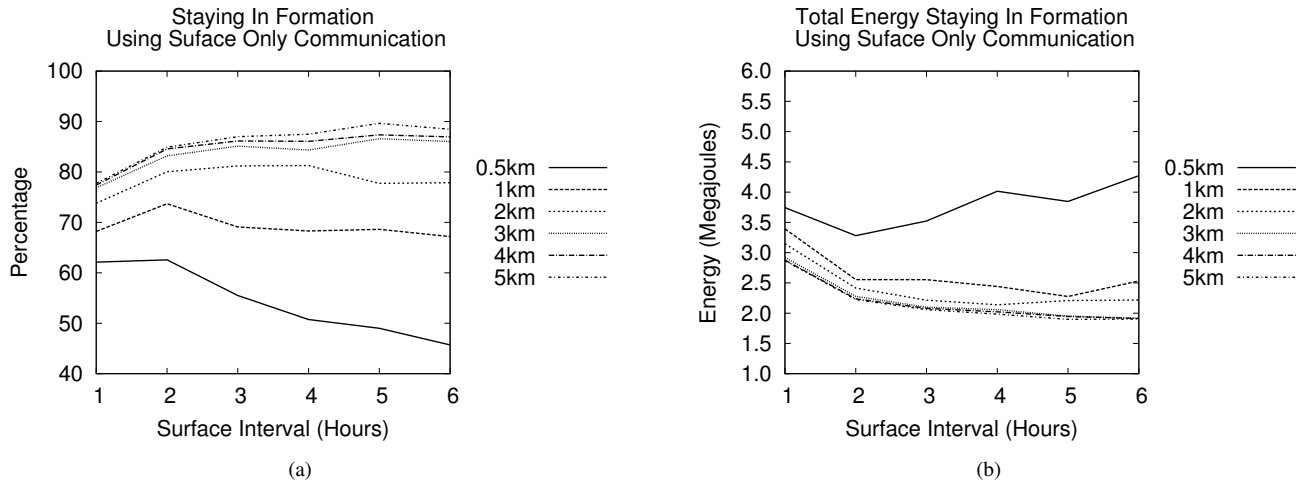 Staying In Formation
Using Suface Only Communication
100
90
80
70
60
50
40
Percentage
1 2 3 4 5 6
Surface Interval (Hours)
0.5km
1km
2km
3km
4km
5km
(a)
Total Energy Staying In Formation
Using Suface Only Communication
6.0
5.5
5.0
4.5
4.0
3.5
3.0
2.5
2.0
1.5
1.0
Energy (Megajoules)
1 2 3 4 5 6
Surface Interval (Hours)
0.5km
1km
2km
3km
4km
5km
(b)